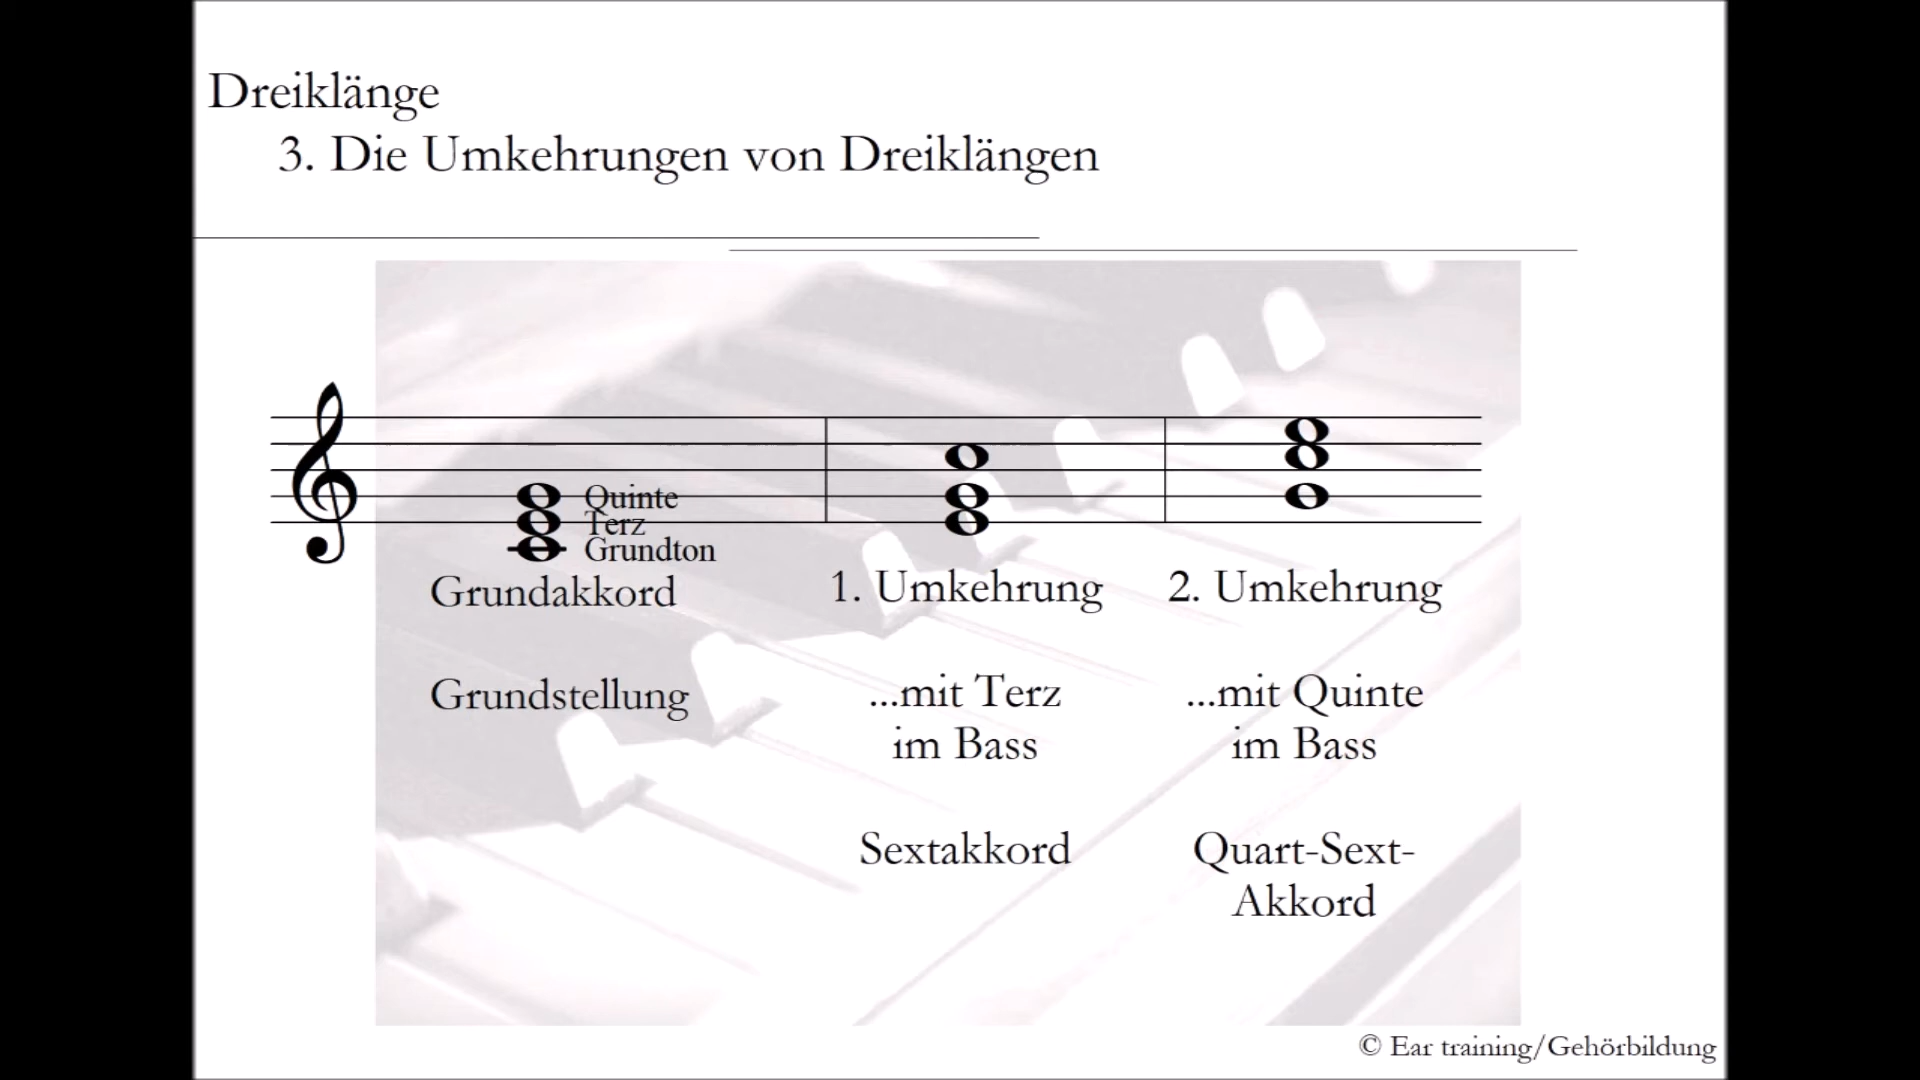 Dreiklänge
3. Die Umkehrungen von Dreiklängen
Quinte
Terz
Grundton
Grundakkord
1. Umkehrung
2. Umkehrung
Grundstellung
...mit Terz
im Bass
...mit Quinte
im Bass
Sextakkord
Quart-Sext-
Akkord
© Ear training/Gehörbildung